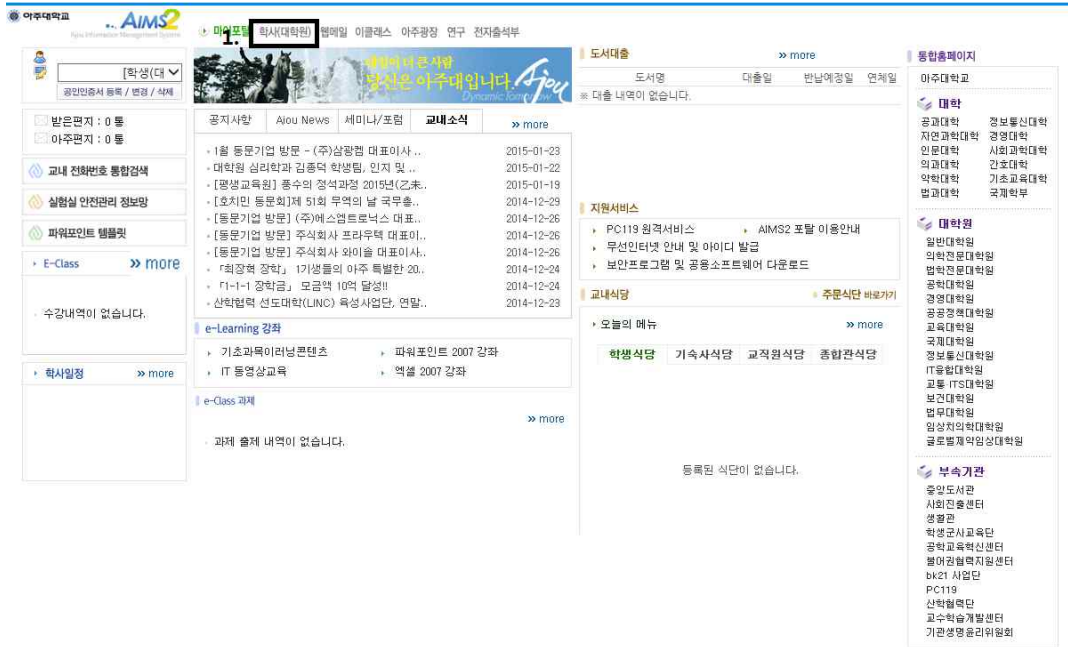 아주대학교
AIMS2
Ajou Information Management System
1.
마이포탈 학사(대학원) 웹메일 이클래스 아주광장 연구 전자출석부
[학생(대
공인인증서 등록 / 변경 / 삭제
받은편지 : 0 통
아주편지 : 0 통
교내 전화번호 통합검색
실험실 안전관리 정보망
파워포인트 템플릿
E-Class » more
수강내역이 없습니다.
학사일정 » more
당신은 아주대입니다.
Ajou
Dynamic Tomorrow
공지사항 Ajou News 세미나/포럼 교내소식 » more
1월 동문기업 방문 - (주)삼광켐 대표이사 .. 2015-01-23
대학원 심리학과 김종덕 학생팀, 인지 및 ... 2015-01-22
[평생교육원] 풍수의 정석과정 2015년(乙未.. 2015-01-19
[호치민 동문회]제 51회 무역의 날 국무총.. 2014-12-29
[동문기업 방문] (주)에스엠트로닉스 대표.. 2014-12-26
[동문기업 방문] 주식회사 프라우텍 대표이.. 2014-12-26
[동문기업 방문] 주식회사 와이솔 대표이사.. 2014-12-26
「최장혁 장학」 1기생들의 아주 특별한 20.. 2014-12-24
「1-1-1 장학금」 모금액 10억 달성!! 2014-12-24
산학협력 선도대학(LINC) 육성사업단, 연말.. 2014-12-23
e-Learning 강좌
기초과목이러닝콘텐츠 파워포인트 2007 강좌
IT 동영상교육 엑셀 2007 강좌
e-Class 과제
» more
과제 출제 내역이 없습니다.
도서대출 » more
도서명 대출일 반납예정일 연체일
※ 대출 내역이 없습니다.
지원서비스
PC119 원격서비스 AIMS2 포탈 이용안내
무선인터넷 안내 및 아이디 발급
보안프로그램 및 공용소프트웨어 다운로드
교내식당 주문식단 바로가기
오늘의 메뉴 » more
학생식당 기숙사식당 교직원식당 종합관식당
등록된 식단이 없습니다.
통합홈페이지
아주대학교
대학
공과대학 정보통신대학
자연과학대학 경영대학
인문대학 사회과학대학
의과대학 간호대학
약학대학 기초교육대학
법과대학 국제학부
대학원
일반대학원
의학전문대학원
법학전문대학원
공학대학원
경영대학원
공공정책대학원
교육대학원
국제대학원
정보통신대학원
IT융합대학원
교통 ITS대학원
보건대학원
법무대학원
임상치의학대학원
글로벌제약임상대학원
부속기관
중앙도서관
사회진출센터
생활관
학생군사교육단
공학교육혁신센터
불어권협력지원센터
bk21 사업단
PC119
산학협력단
교수학습개발센터
기관생명윤리위원회